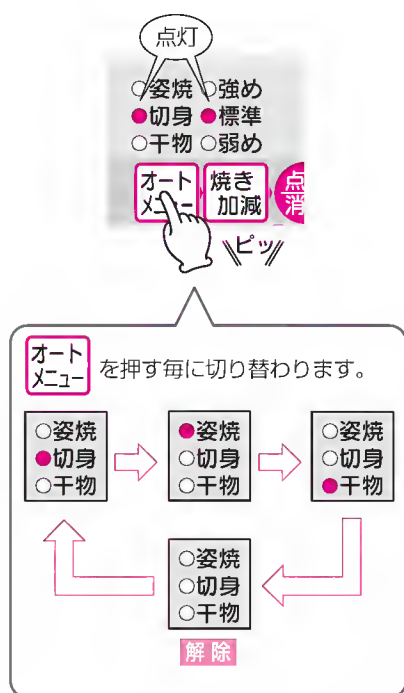 点灯
○姿焼 ○強め
●切身 ●標準
○干物 ○弱め
オート
メニュー
焼き
加減
点
消
ピッ
オート
メニュー
を押す毎に切り替わります。
○姿焼
●切身
○干物
●姿焼
○切身
○干物
○姿焼
○切身
●干物
○姿焼
○切身
○干物
解除